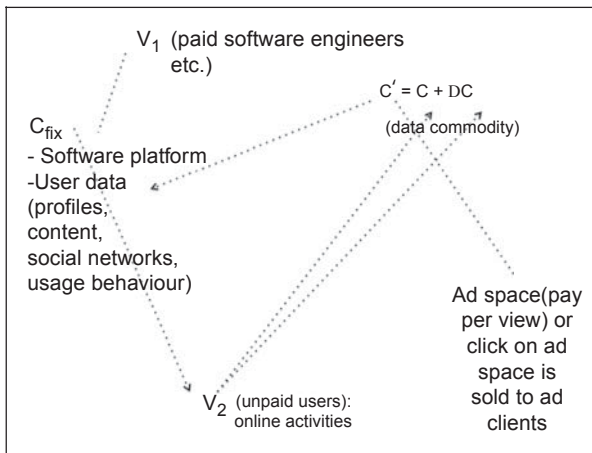 V1 (paid software engineers
etc.)
C′ = C + DC
(data commodity)
Cfix
- Software platform
-User data
(profiles,
content,
social networks,
usage behaviour)
Ad space(pay
per view) or
click on ad
space is
sold to ad
clients
V2 (unpaid users):
online activities